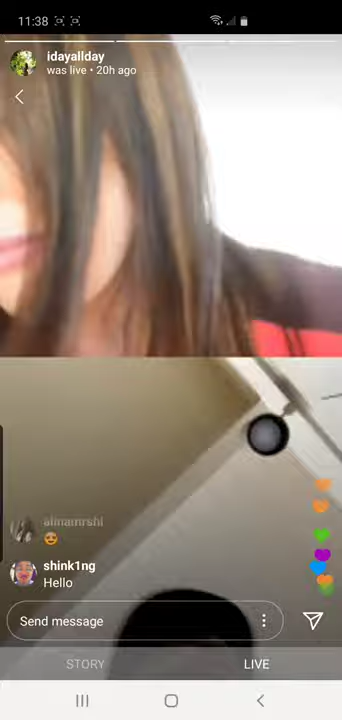 11:38
idayallday
was live • 20h ago
shink1ng
Hello
Send message
STORY
LIVE